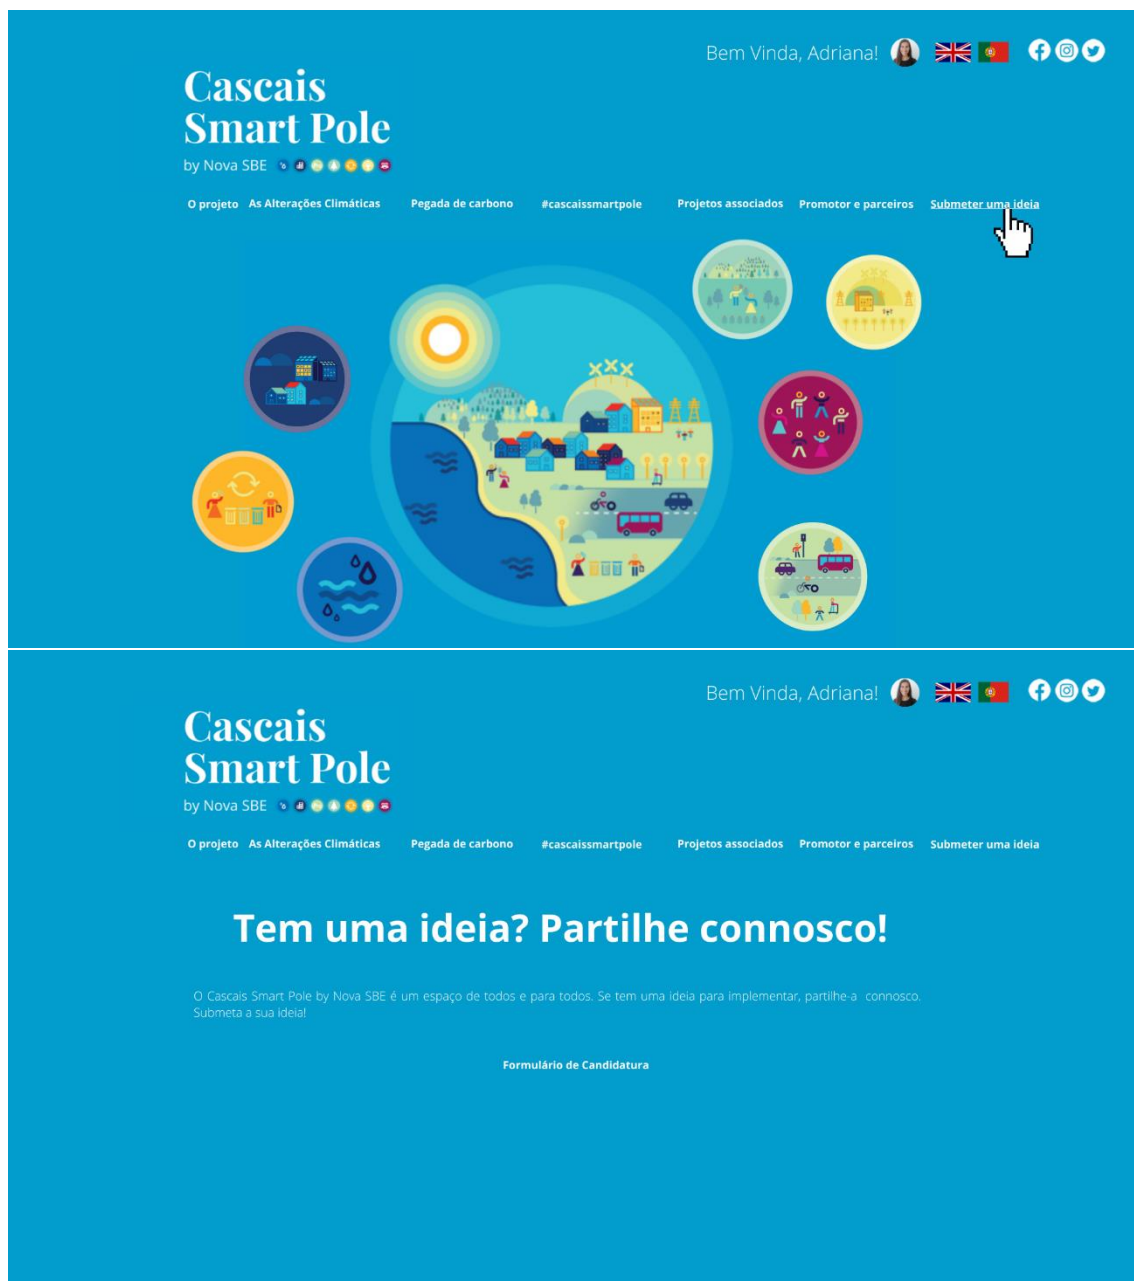 Bem Vinda, Adriana!
Cascais
Smart Pole
by Nova SBE
O projeto As Alterações Climáticas Pegada de carbono #cascaissmartpole Projetos associados Promotor e parceiros Submeter uma ideia
Bem Vinda, Adriana!
Cascais
Smart Pole
by Nova SBE
O projeto As Alterações Climáticas Pegada de carbono #cascaissmartpole Projetos associados Promotor e parceiros Submeter uma ideia
Tem uma ideia? Partilhe connosco!
O Cascais Smart Pole by Nova SBE é um espaço de todos e para todos. Se tem uma ideia para implementar, partilhe-a connosco.
Submeta a sua ideia!
Formulário de Candidatura